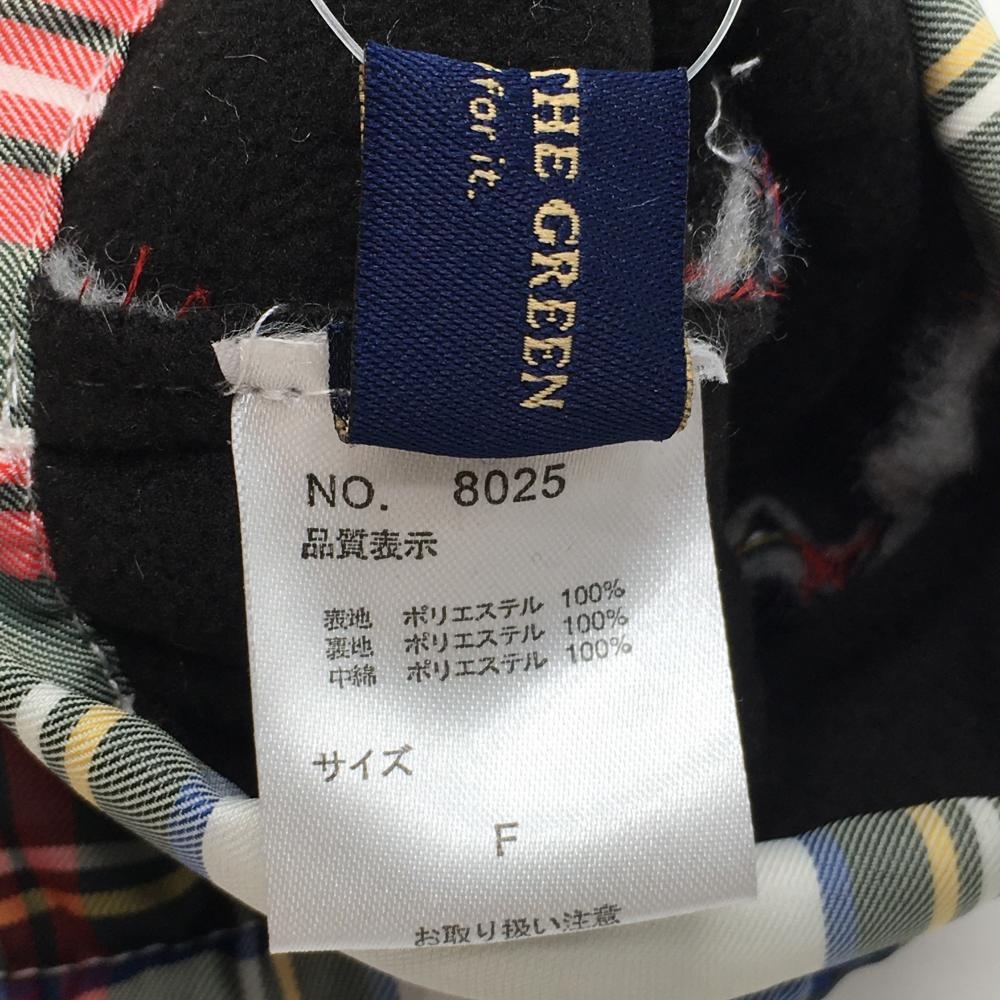 THE GREEN
for it.
NO. 8025
品質表示
表地 ポリエステル 100%
裏地 ポリエステル 100%
中綿 ポリエステル 100%
サイズ
F
お取り扱い注意